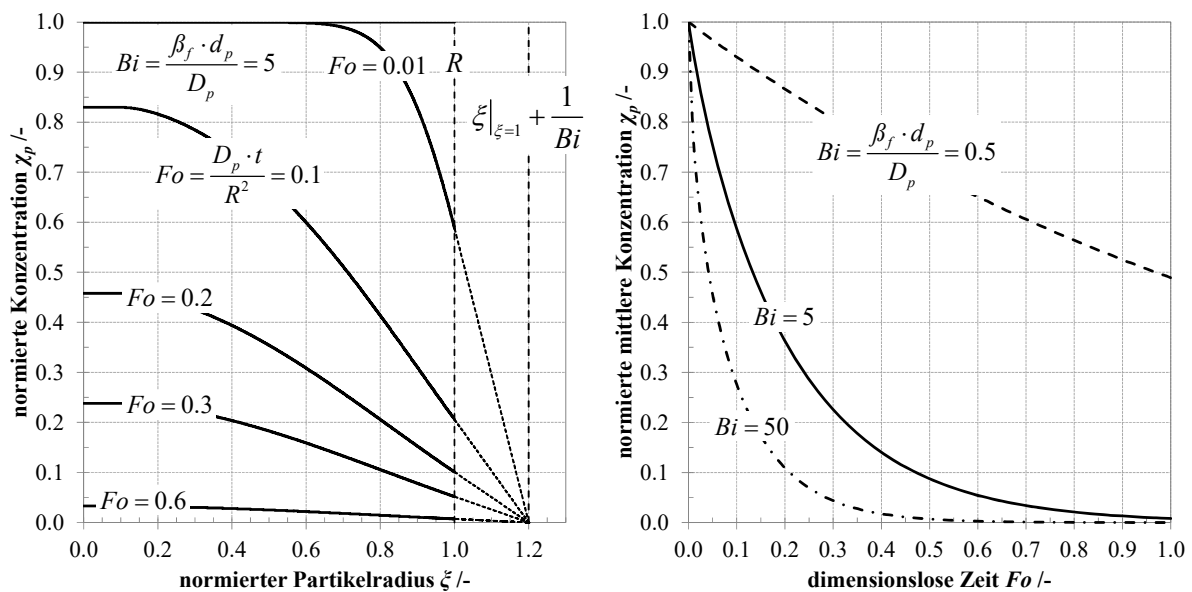 normierte Konzentration χp /-
1.0
0.9
0.8
0.7
0.6
0.5
0.4
0.3
0.2
0.1
0.0
Bi = βf · dp / Dp = 5
Fo = 0.01
R
ξ|ξ=1 + 1/Bi
Fo = Dp · t / R² = 0.1
Fo = 0.2
Fo = 0.3
Fo = 0.6
0.0 0.2 0.4 0.6 0.8 1.0 1.2
normierter Partikelradius ξ /-
normierte mittlere Konzentration χp /-
1.0
0.9
0.8
0.7
0.6
0.5
0.4
0.3
0.2
0.1
0.0
Bi = βf · dp / Dp = 0.5
Bi = 5
Bi = 50
0.0 0.1 0.2 0.3 0.4 0.5 0.6 0.7 0.8 0.9 1.0
dimensionslose Zeit Fo /-